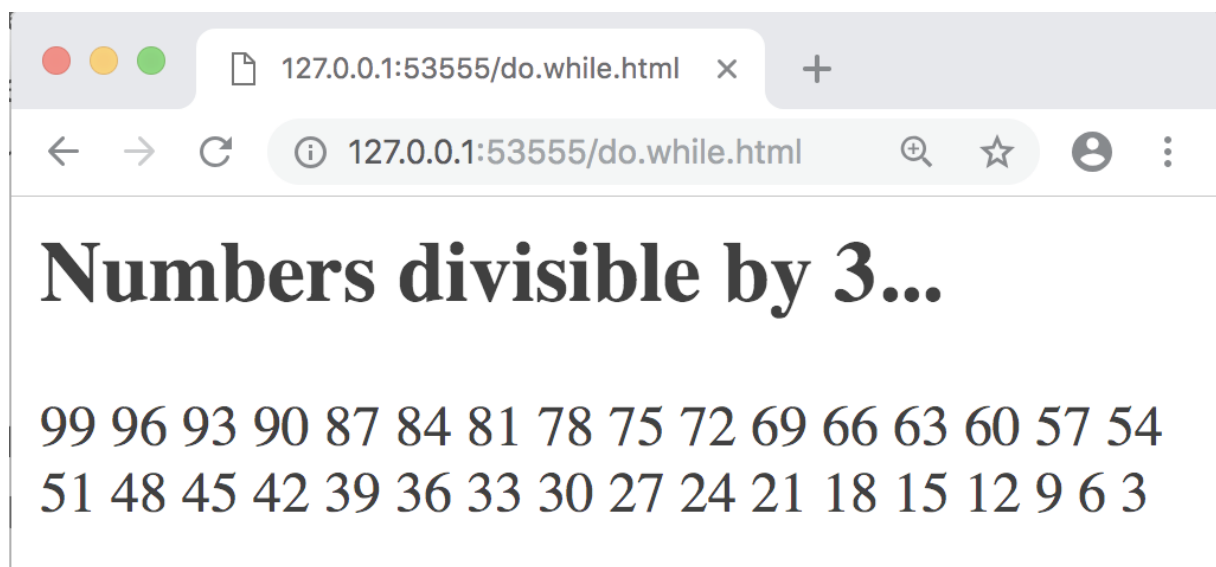 127.0.0.1:53555/do.while.html
127.0.0.1:53555/do.while.html
Numbers divisible by 3...
99 96 93 90 87 84 81 78 75 72 69 66 63 60 57 54
51 48 45 42 39 36 33 30 27 24 21 18 15 12 9 6 3